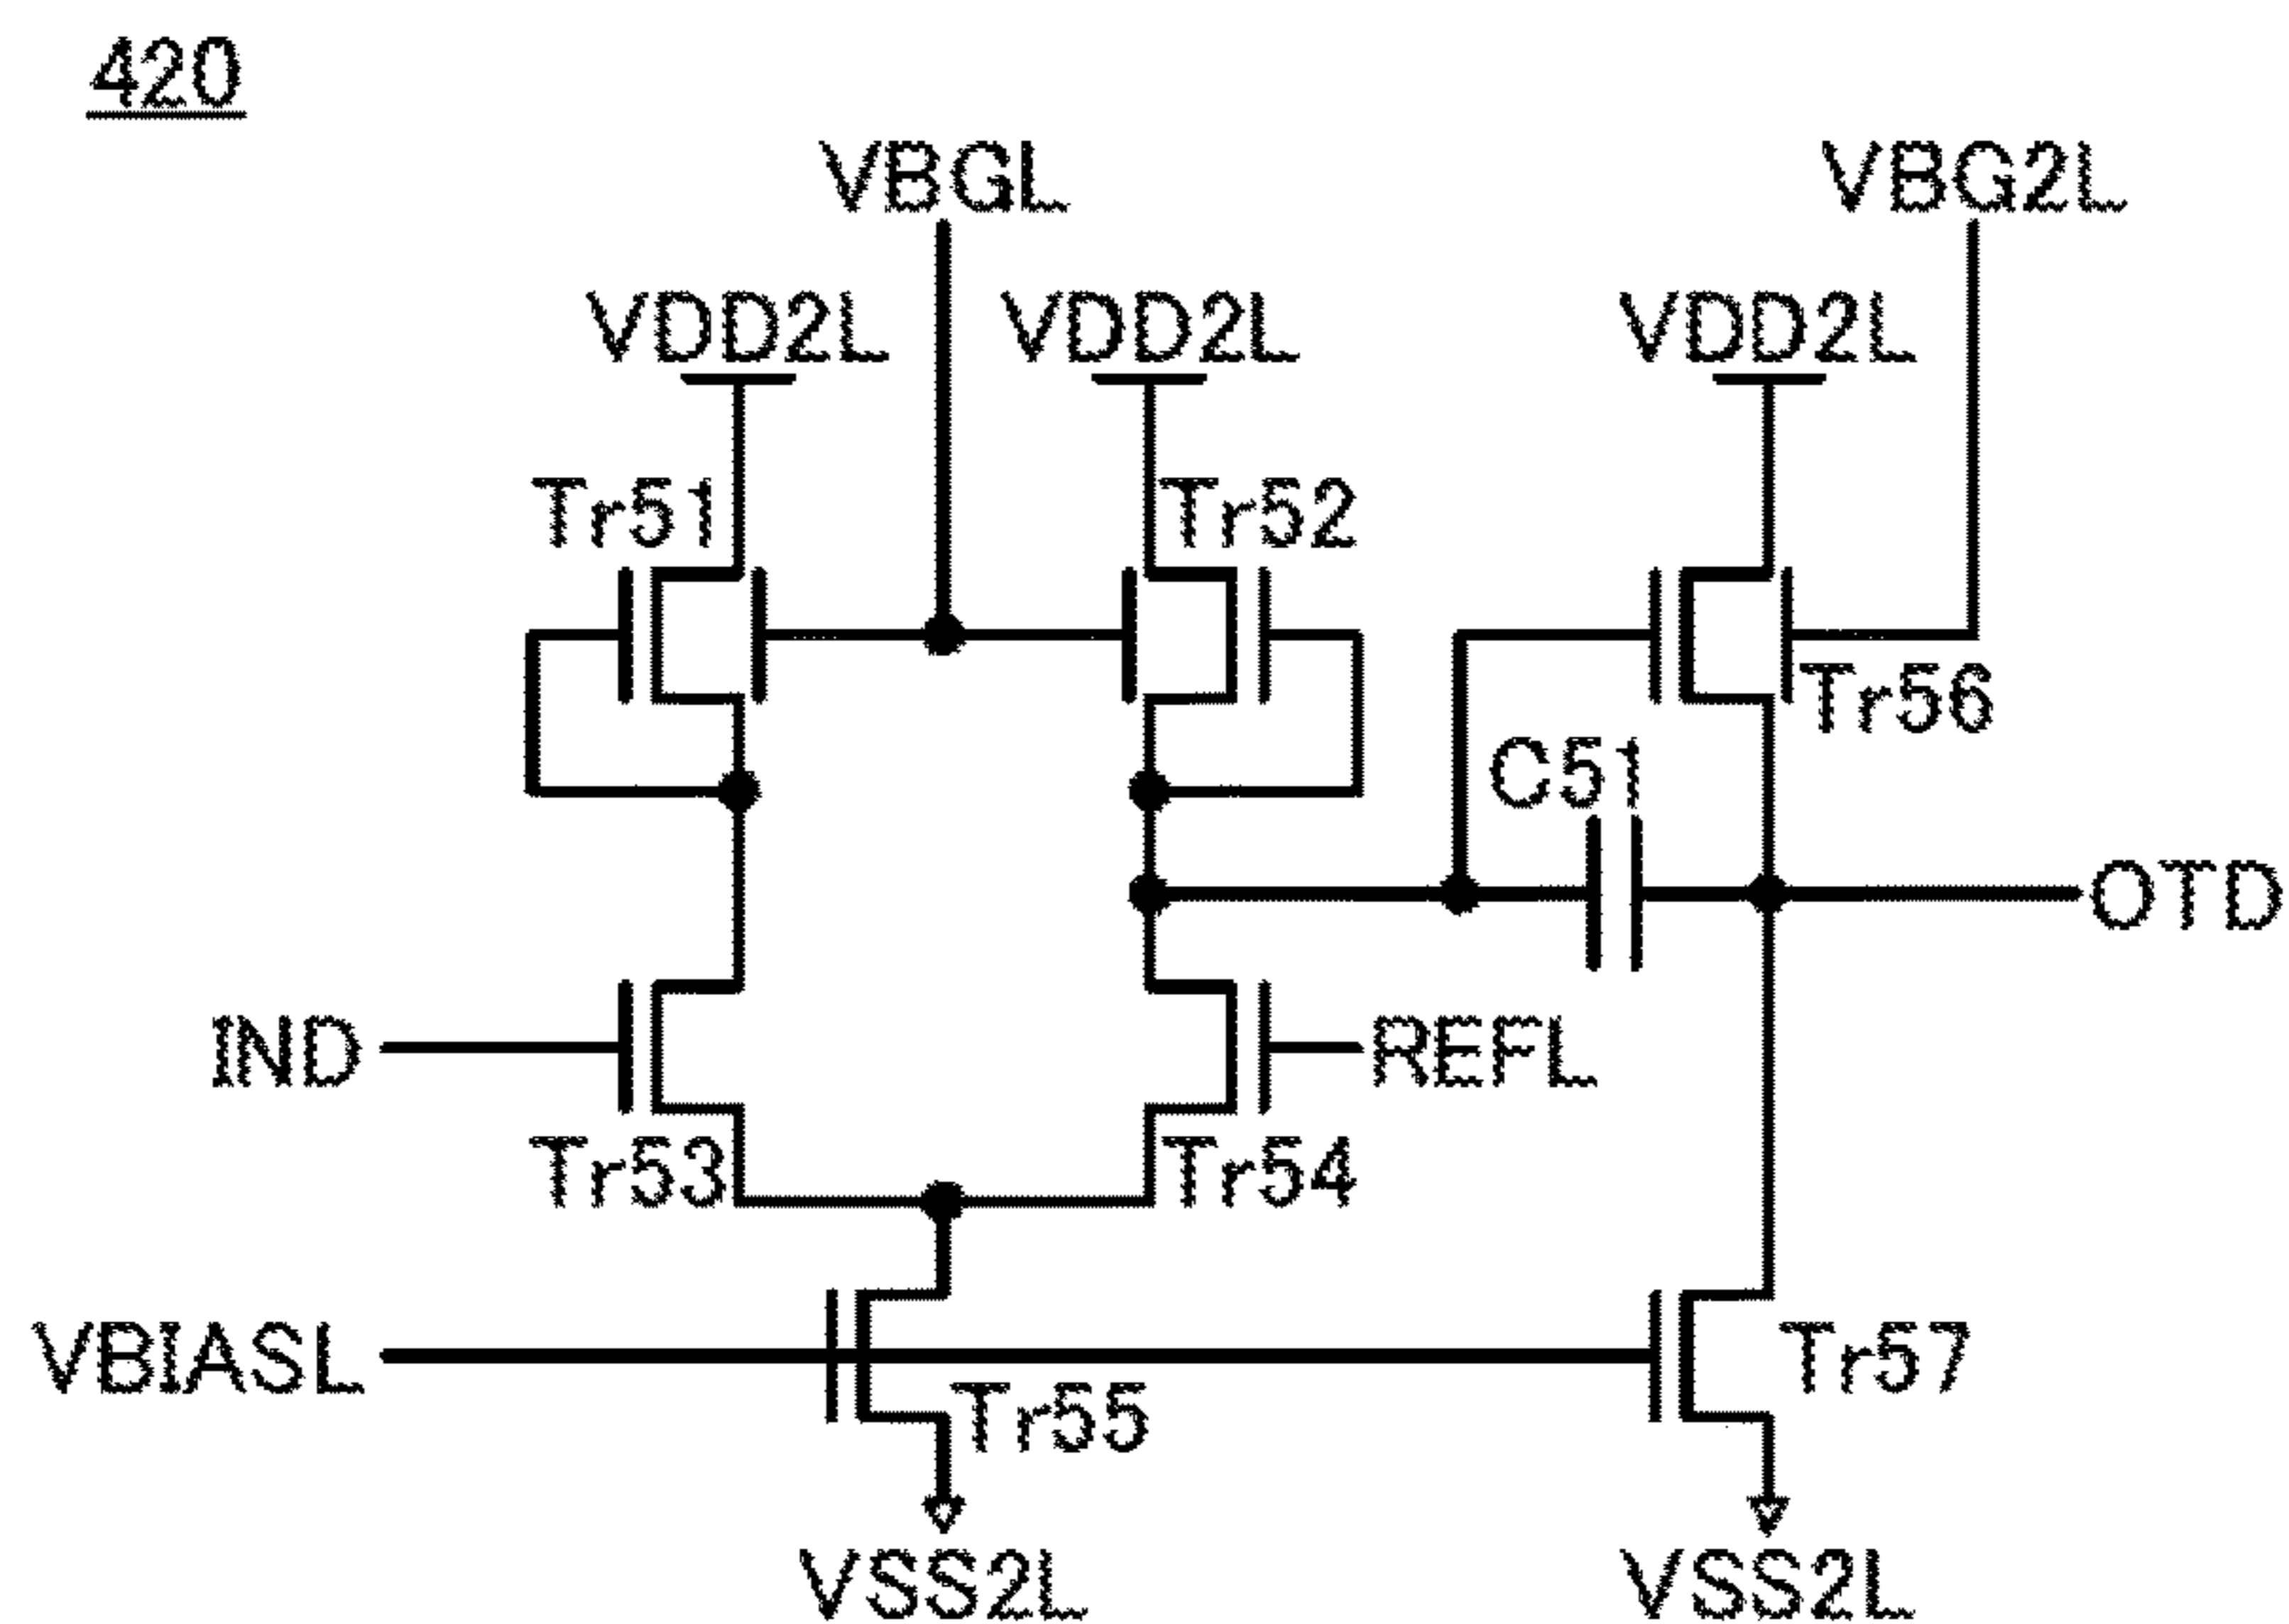 420
VBGL
VBG2L
VDD2L
VDD2L
VDD2L
Tr51
Tr52
Tr56
C51
OTD
IND
REFL
Tr53
Tr54
VBIASL
Tr55
Tr57
VSS2L
VSS2L